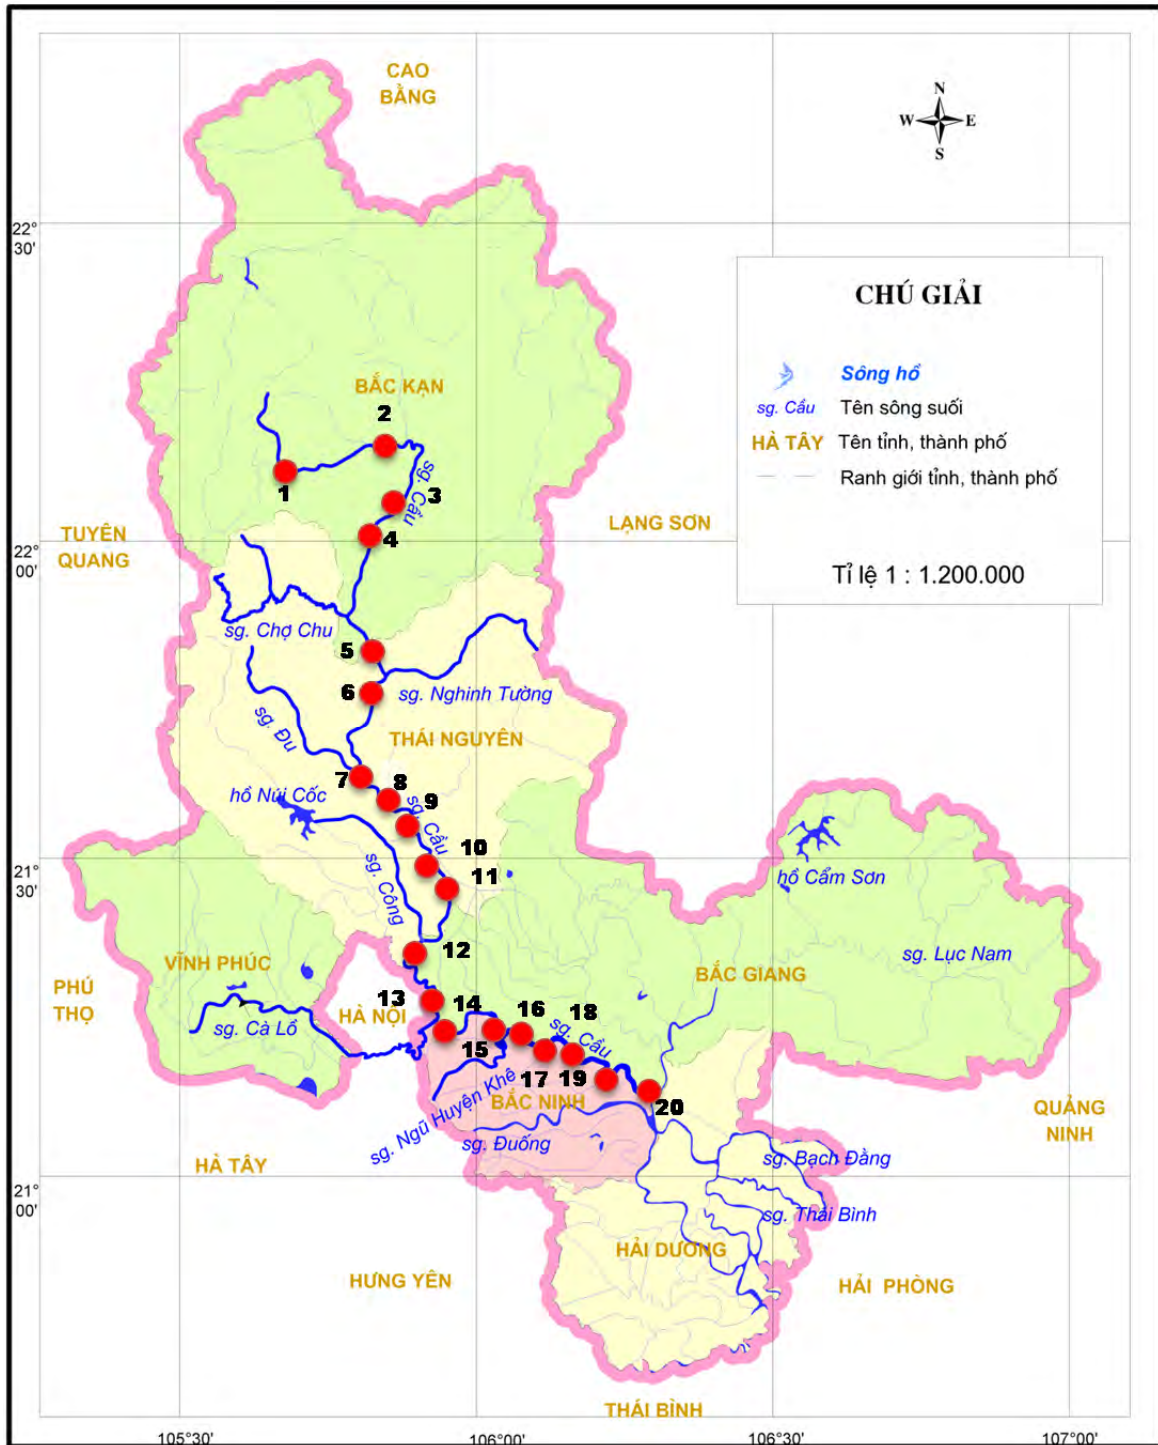 CAO
BẰNG
N
W
E
S
22°
30'
CHÚ GIẢI
Sông hồ
sg. Cầu
Tên sông suối
HÀ TÂY
Tên tỉnh, thành phố
Ranh giới tỉnh, thành phố
Tỉ lệ 1 : 1.200.000
BẮC KẠN
2
1
sg. Cầu
3
4
TUYÊN
QUANG
LẠNG SƠN
22°
00'
sg. Chợ Chu
5
6
sg. Nghinh Tường
sg. Đu
THÁI NGUYÊN
7
8
hồ Núi Cốc
9
sg. Cầu
10
21°
30'
11
sg. Công
hồ Cẩm Sơn
12
VĨNH PHÚC
sg. Lục Nam
BẮC GIANG
PHÚ
THỌ
13
14
16
18
HÀ NỘI
sg. Cà Lồ
sg. Cầu
15
17
19
20
sg. Ngũ Huyện Khê
BẮC NINH
QUẢNG
NINH
sg. Đuống
HÀ TÂY
sg. Bạch Đằng
21°
00'
sg. Thái Bình
HẢI DƯƠNG
HƯNG YÊN
HẢI PHÒNG
THÁI BÌNH
105°30'
106°00'
106°30'
107°00'